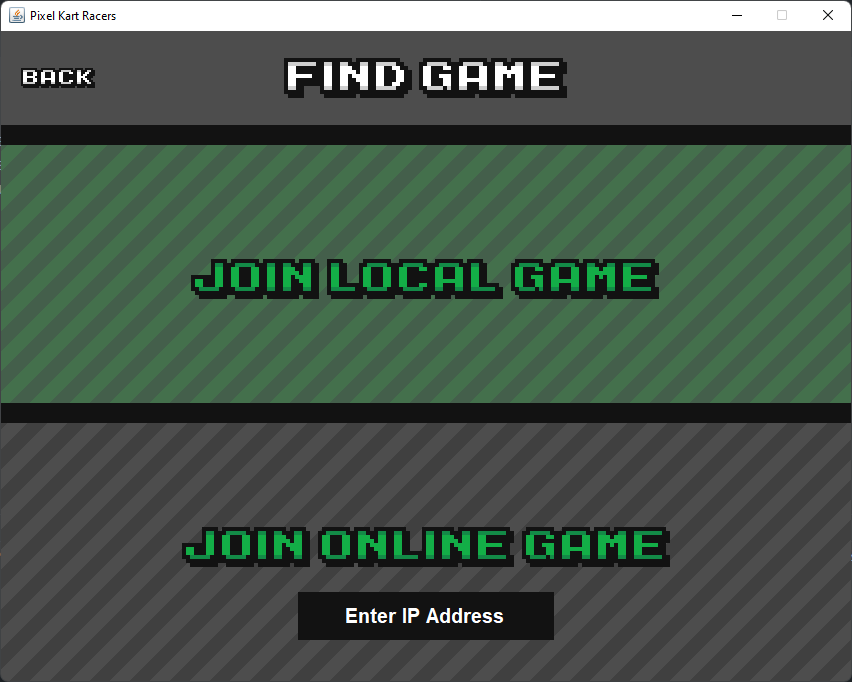 Pixel Kart Racers
BACK
FIND GAME
JOIN LOCAL GAME
JOIN ONLINE GAME
Enter IP Address